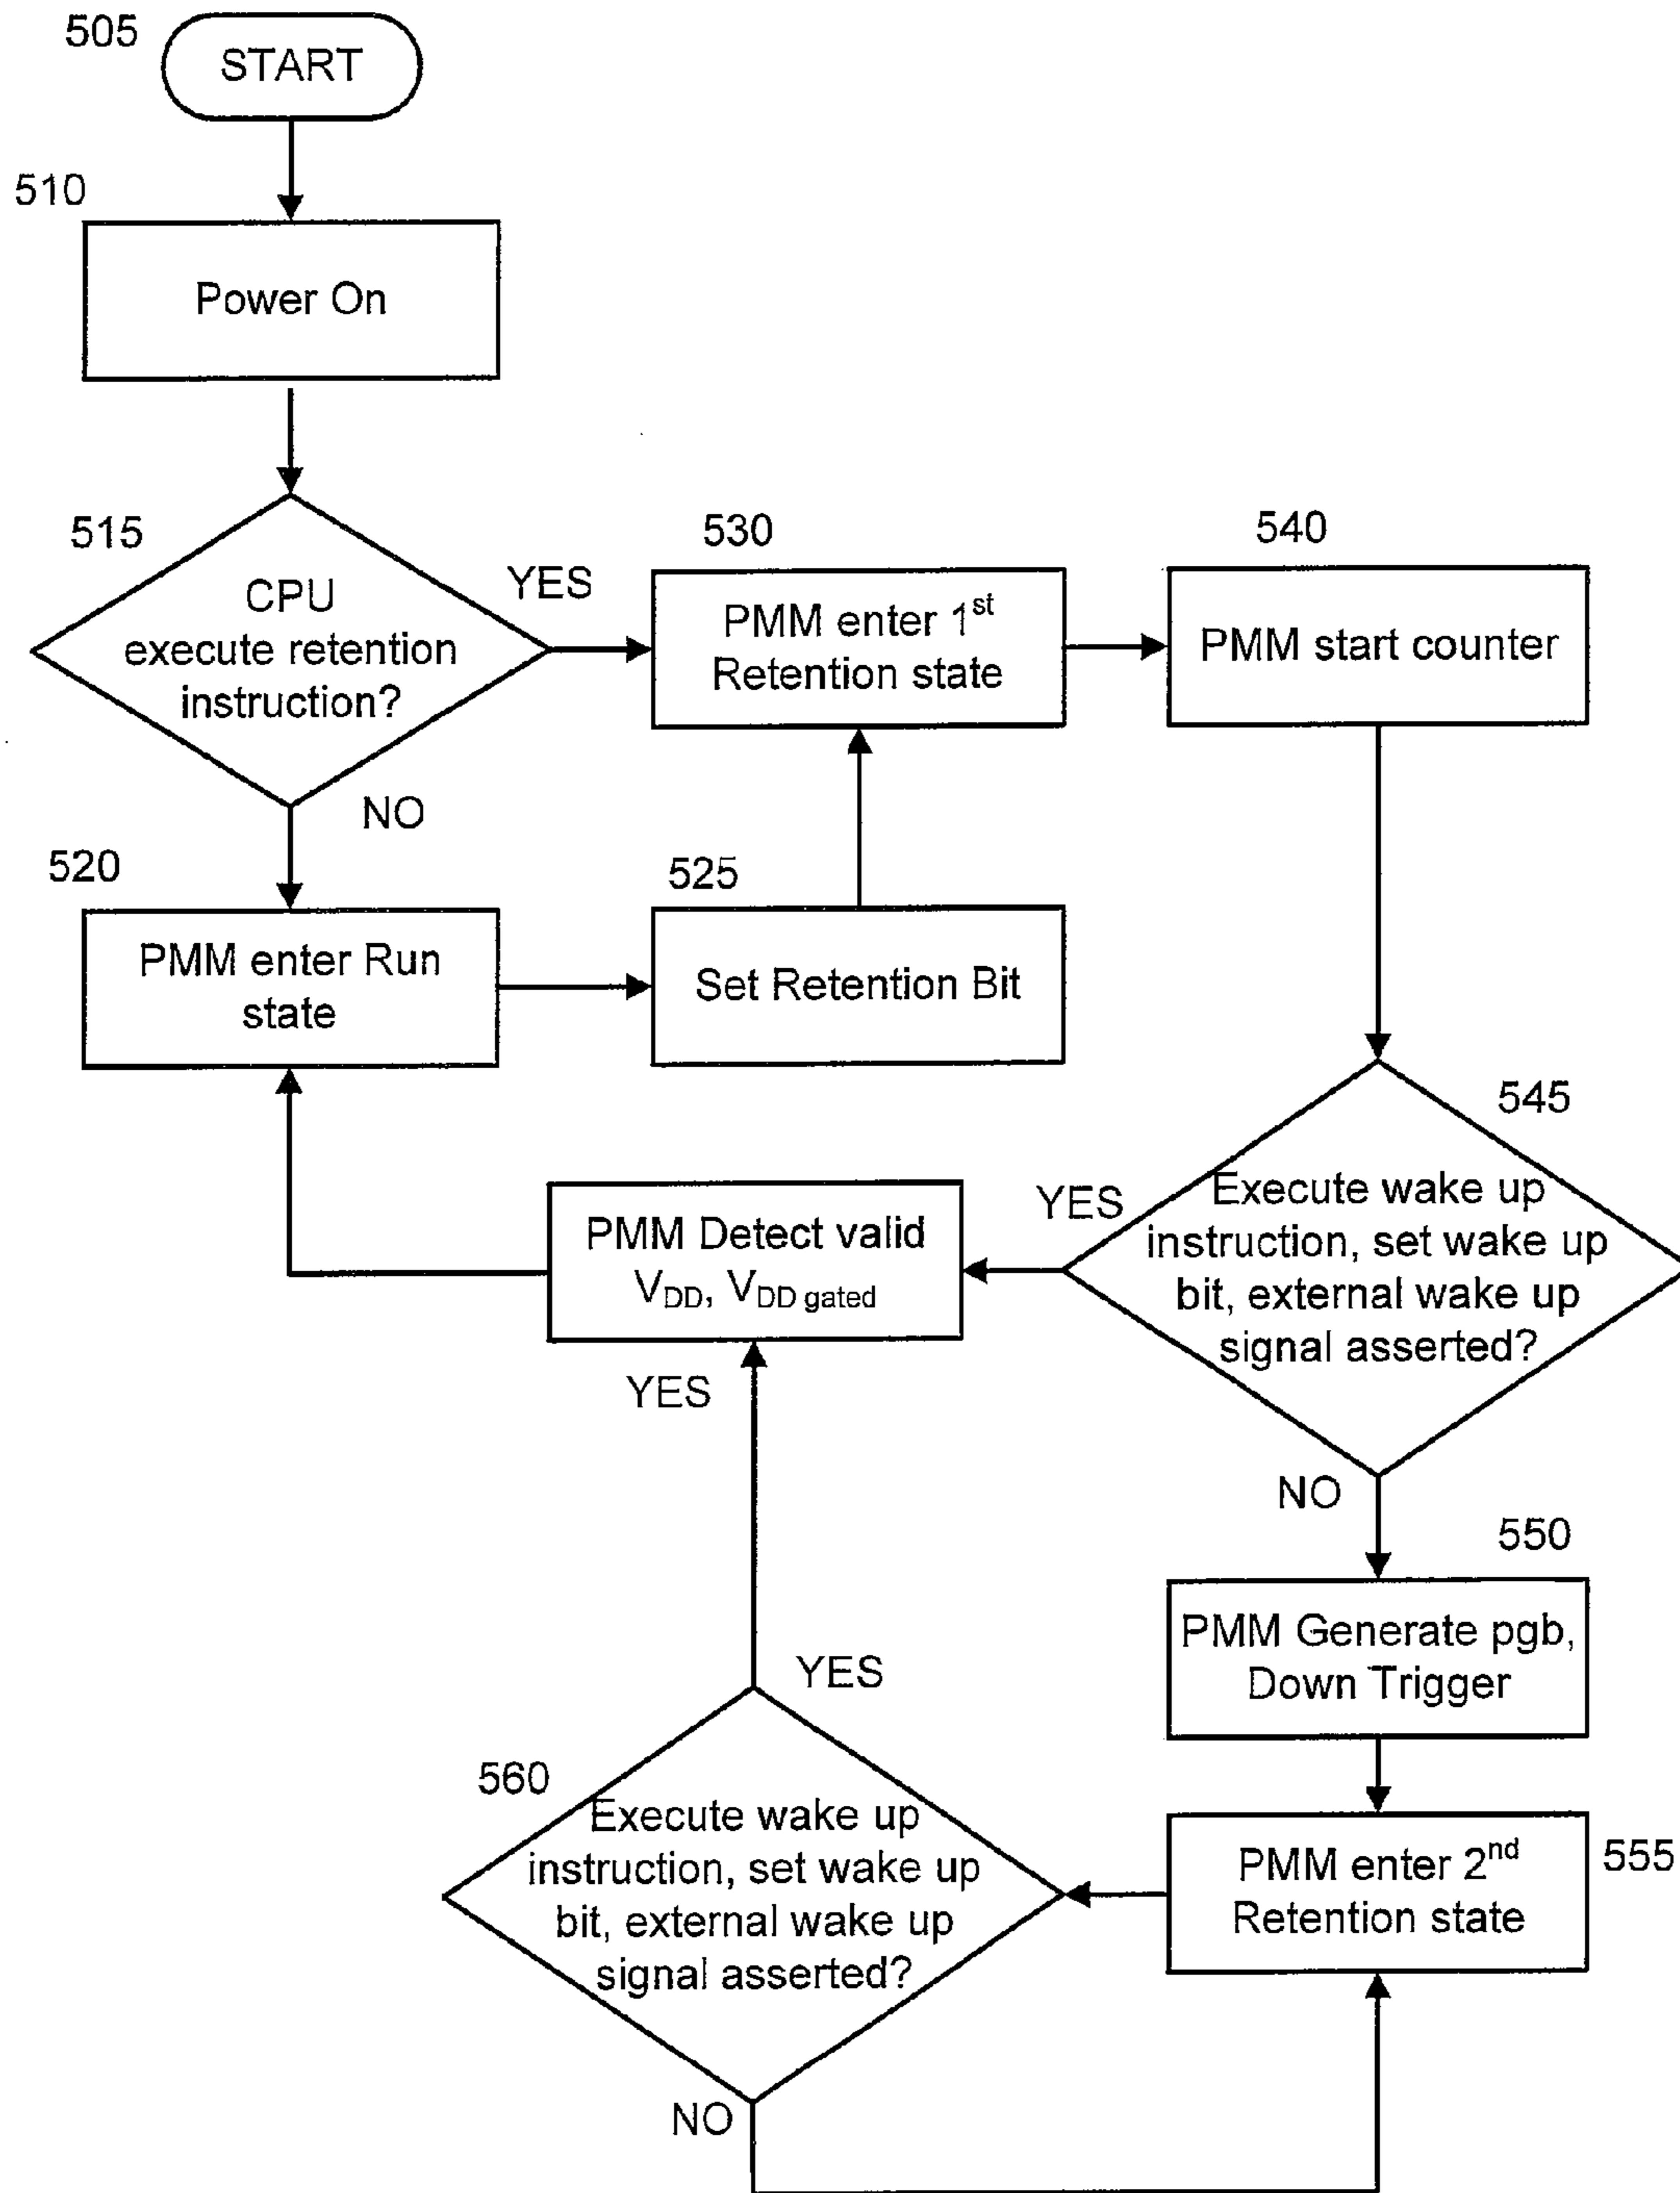 505
START
510
Power On
515
CPU
execute retention
instruction?
YES
NO
530
PMM enter 1st
Retention state
540
PMM start counter
520
PMM enter Run
state
525
Set Retention Bit
545
Execute wake up
instruction, set wake up
bit, external wake up
signal asserted?
YES
NO
PMM Detect valid
VDD, VDD gated
YES
550
PMM Generate pgb,
Down Trigger
555
PMM enter 2nd
Retention state
YES
560
Execute wake up
instruction, set wake up
bit, external wake up
signal asserted?
NO